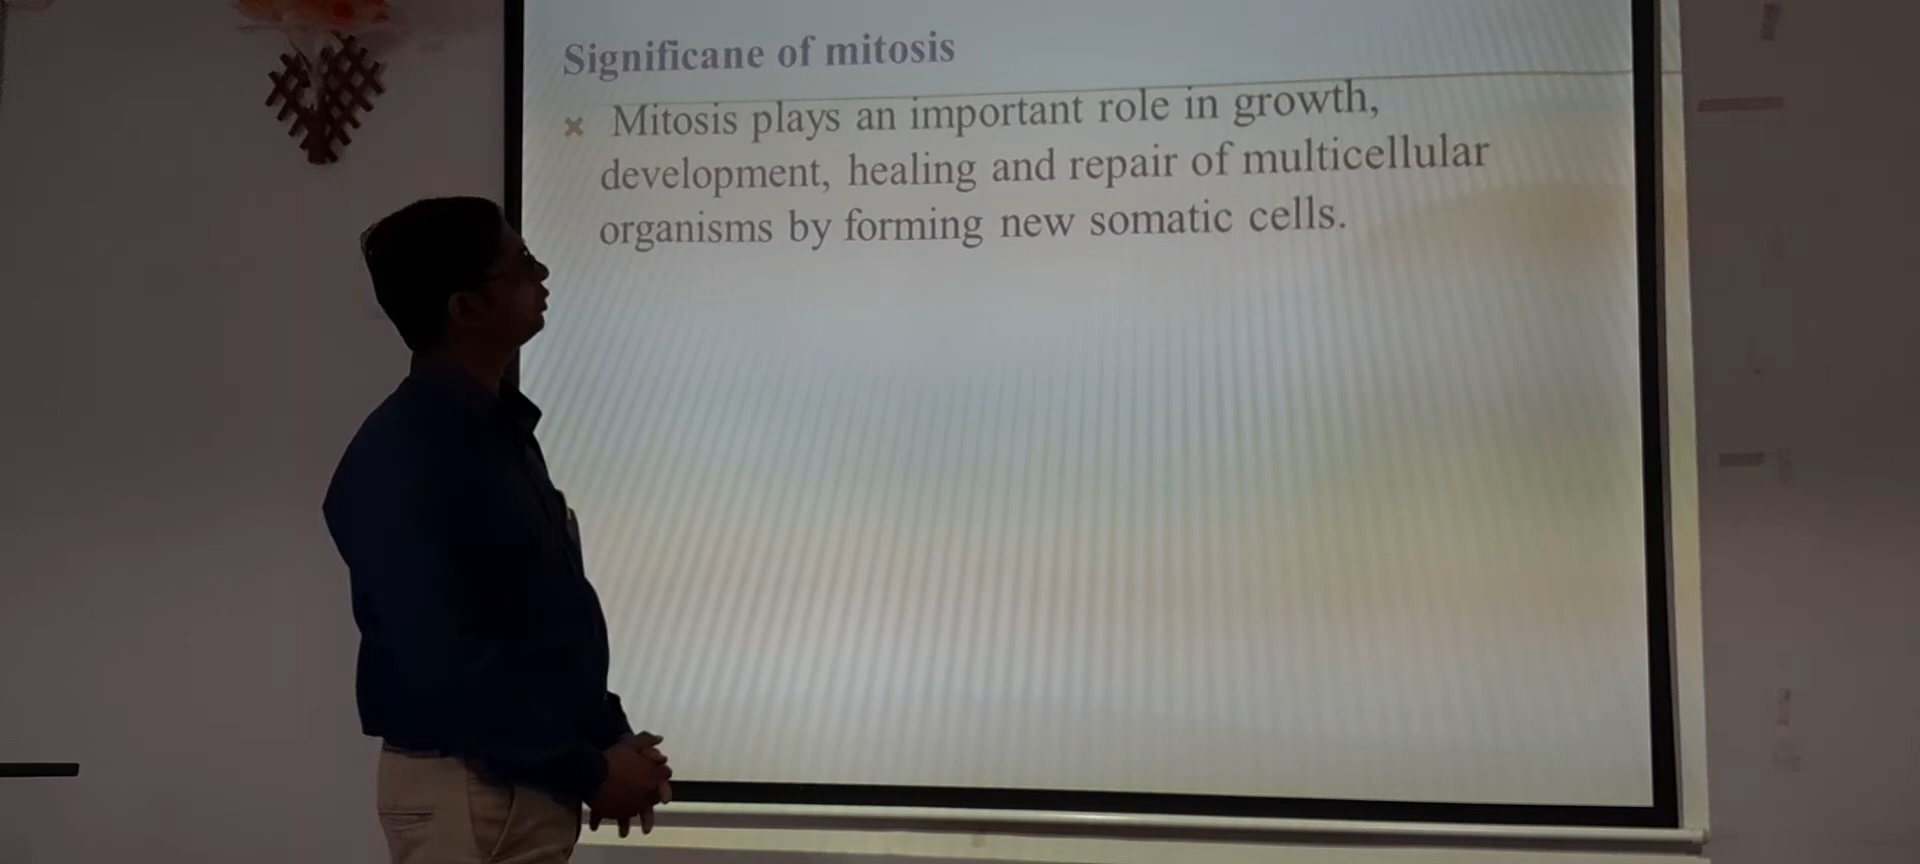 Significane of mitosis
Mitosis plays an important role in growth,
development, healing and repair of multicellular
organisms by forming new somatic cells.